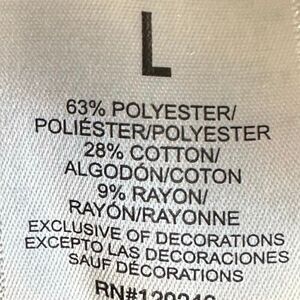 L
63% POLYESTER/
POLIÉSTER/POLYESTER
28% COTTON/
ALGODÓN/COTON
9% RAYON/
RAYÓN/RAYONNE
EXCLUSIVE OF DECORATIONS
EXCEPTO LAS DECORACIONES
SAUF DÉCORATIONS